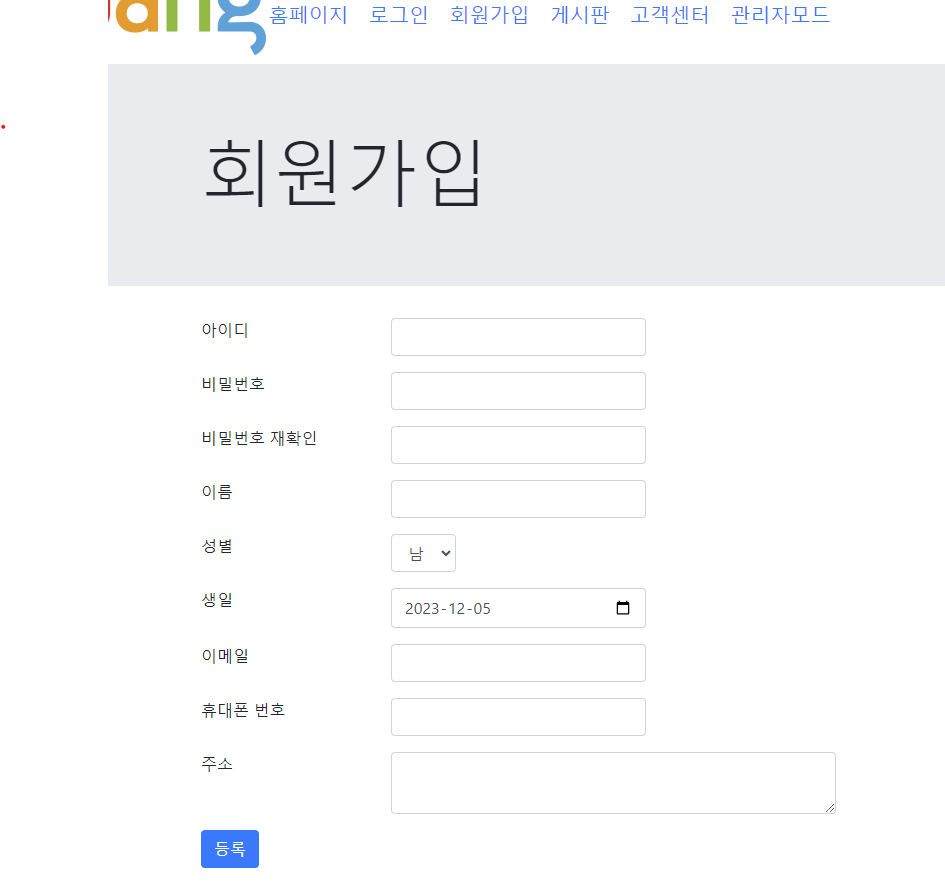 홈페이지 로그인 회원가입 게시판 고객센터 관리자모드
회원가입
아이디
비밀번호
비밀번호 재확인
이름
성별 남
생일 2023-12-05
이메일
휴대폰 번호
주소
등록